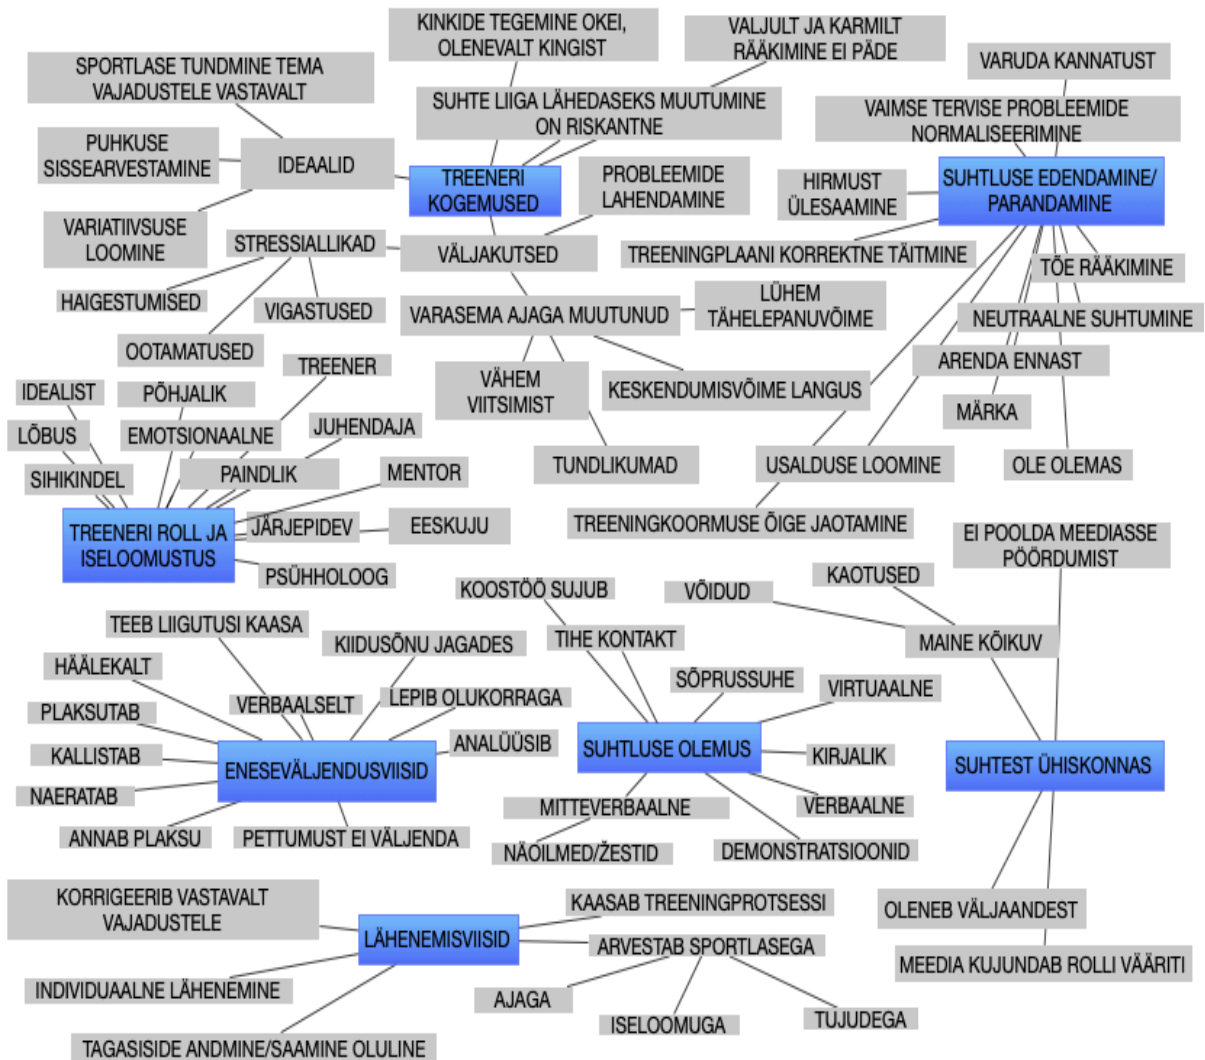 KINKIDE TEGEMINE OKEI,
OLENEVALT KINGIST
VALJULT JA KARMILT
RÄÄKIMINE EI PÄDE
VARUDA KANNATUST
SPORTLASE TUNDMINE TEMA
VAJADUSTELE VASTAVALT
SUHTE LIIGA LÄHEDASEKS MUUTUMINE
ON RISKANTNE
VAIMSE TERVISE PROBLEEMIDE
NORMALISEERIMINE
PUHKUSE
SISSEARVESTAMINE
IDEAALID
TREENERI
KOGEMUSED
PROBLEEMIDE
LAHENDAMINE
HIRMUST
ÜLESAAMINE
SUHTLUSE EDENDAMINE/
PARANDAMINE
VARIATIIVSUSE
LOOMINE
STRESSIALLIKAD
VÄLJAKUTSED
TREENINGPLAANI KORREKTNE TÄITMINE
TÕE RÄÄKIMINE
HAIGESTUMISED
VIGASTUSED
VARASEMA AJAGA MUUTUNUD
LÜHEM
TÄHELEPANUVÕIME
NEUTRAALNE SUHTUMINE
OOTAMATUSED
TREENER
VÄHEM
VIITSIMIST
KESKENDUMISVÕIME LANGUS
ARENDA ENNAST
MÄRKA
IDEALIST
PÕHJALIK
LÕBUS
EMOTSIONAALNE
JUHENDAJA
SIHIKINDEL
PAINDLIK
MENTOR
TUNDLIKUMAD
USALDUSE LOOMINE
OLE OLEMAS
TREENERI ROLL JA
ISELOOMUSTUS
JÄRJEPIDEV
EESKUJU
TREENINGKOORMUSE ÕIGE JAOTAMINE
EI POOLDA MEEDIASSE
PÖÖRDUMIST
PSÜHHOLOOG
KOOSTÖÖ SUJUB
VÕIDUD
KAOTUSED
TEEB LIIGUTUSI KAASA
KIIDUSÕNU JAGADES
TIHE KONTAKT
MAINE KÕIKUV
HÄÄLEKALT
VERBAALSELT
LEPIB OLUKORRAGA
SÕPRUSSUHE
VIRTUAALNE
PLAKSUTAB
KALLISTAB
ENESEVÄLJENDUSVIISID
ANALÜÜSIB
SUHTLUSE OLEMUS
KIRJALIK
SUHTEST ÜHISKONNAS
NAERATAB
MITTEVERBAALNE
VERBAALNE
ANNAB PLAKSU
PETTUMUST EI VÄLJENDA
NÄOILMED/ŽESTID
DEMONSTRATSIOONID
KORRIGEERIB VASTAVALT
VAJADUSTELE
KAASAB TREENINGPROTSESSI
OLENEB VÄLJAANDEST
LÄHENEMISVIISID
ARVESTAB SPORTLASEGA
MEEDIA KUJUNDAB ROLLI VÄÄRITI
INDIVIDUAALNE LÄHENEMINE
AJAGA
ISELOOMUGA
TUJUDEGA
TAGASISIDE ANDMINE/SAAMINE OLULINE